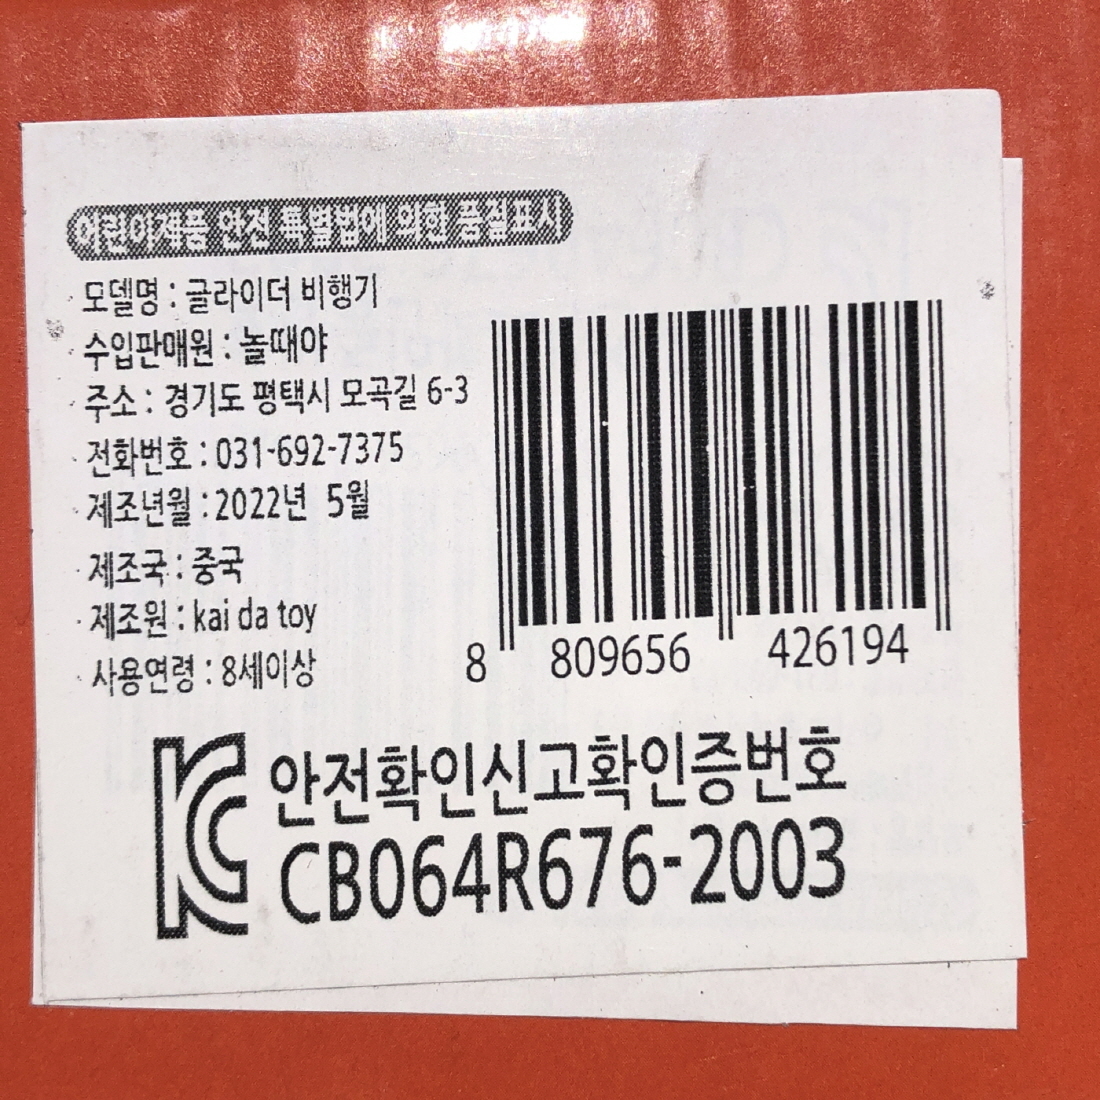 어린이제품 안전 특별법에 의한 품질표시
· 모델명 : 글라이더 비행기
· 수입판매원 : 놀때야
· 주소 : 경기도 평택시 모곡길 6-3
· 전화번호 : 031-692-7375
· 제조년월 : 2022년 5월
· 제조국 : 중국
· 제조원 : kai da toy
· 사용연령 : 8세이상
8 809656 426194
KC 안전확인신고확인증번호
CB064R676-2003